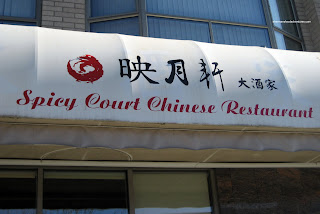 映月軒 大酒家
Spicy Court Chinese Restaurant